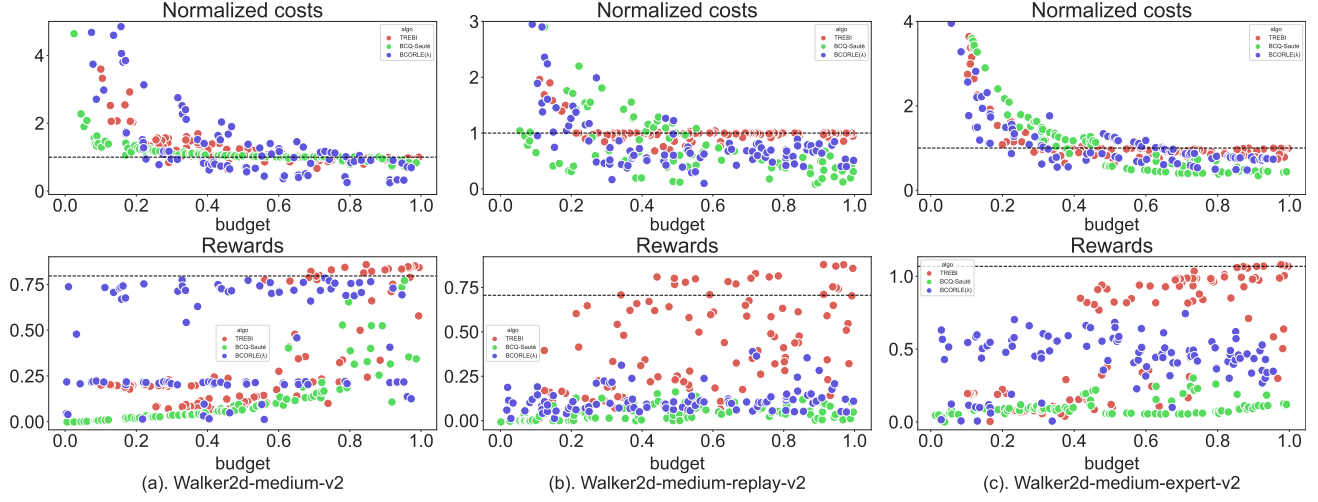 Normalized costs
algo
TREBI
BCQ-Sauté
BCORLE(λ)
4
2
0
0.0 0.2 0.4 0.6 0.8 1.0
budget
Rewards
0.75
0.50
0.25
0.00
algo
TREBI
BCQ-Sauté
BCORLE(λ)
0.0 0.2 0.4 0.6 0.8 1.0
budget
(a). Walker2d-medium-v2
Normalized costs
algo
TREBI
BCQ-Sauté
BCORLE(λ)
3
2
1
0
0.0 0.2 0.4 0.6 0.8 1.0
budget
Rewards
0.75
0.50
0.25
0.00
algo
TREBI
BCQ-Sauté
BCORLE(λ)
0.0 0.2 0.4 0.6 0.8 1.0
budget
(b). Walker2d-medium-replay-v2
Normalized costs
algo
TREBI
BCQ-Sauté
BCORLE(λ)
4
2
0
0.0 0.2 0.4 0.6 0.8 1.0
budget
Rewards
algo
TREBI
BCQ-Sauté
BCORLE(λ)
1.0
0.5
0.0
0.0 0.2 0.4 0.6 0.8 1.0
budget
(c). Walker2d-medium-expert-v2